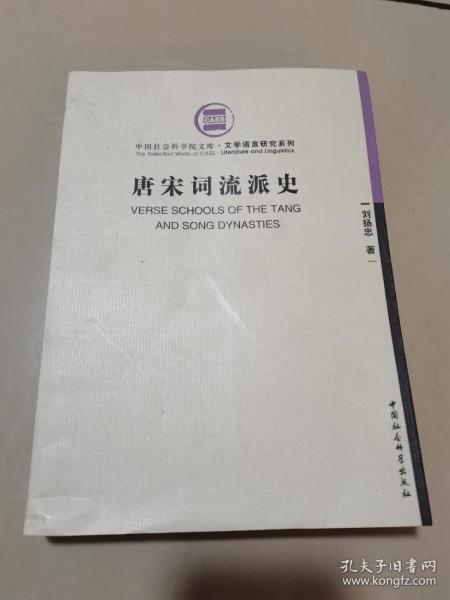 CASS
中国社会科学院文库·文学语言研究系列
The Selected Works of CASS · Literature and Linguistics
唐宋词流派史
VERSE SCHOOLS OF THE TANG
AND SONG DYNASTIES
刘扬忠 著
中国社会科学出版社
孔夫子旧书网
www.kongfz.com